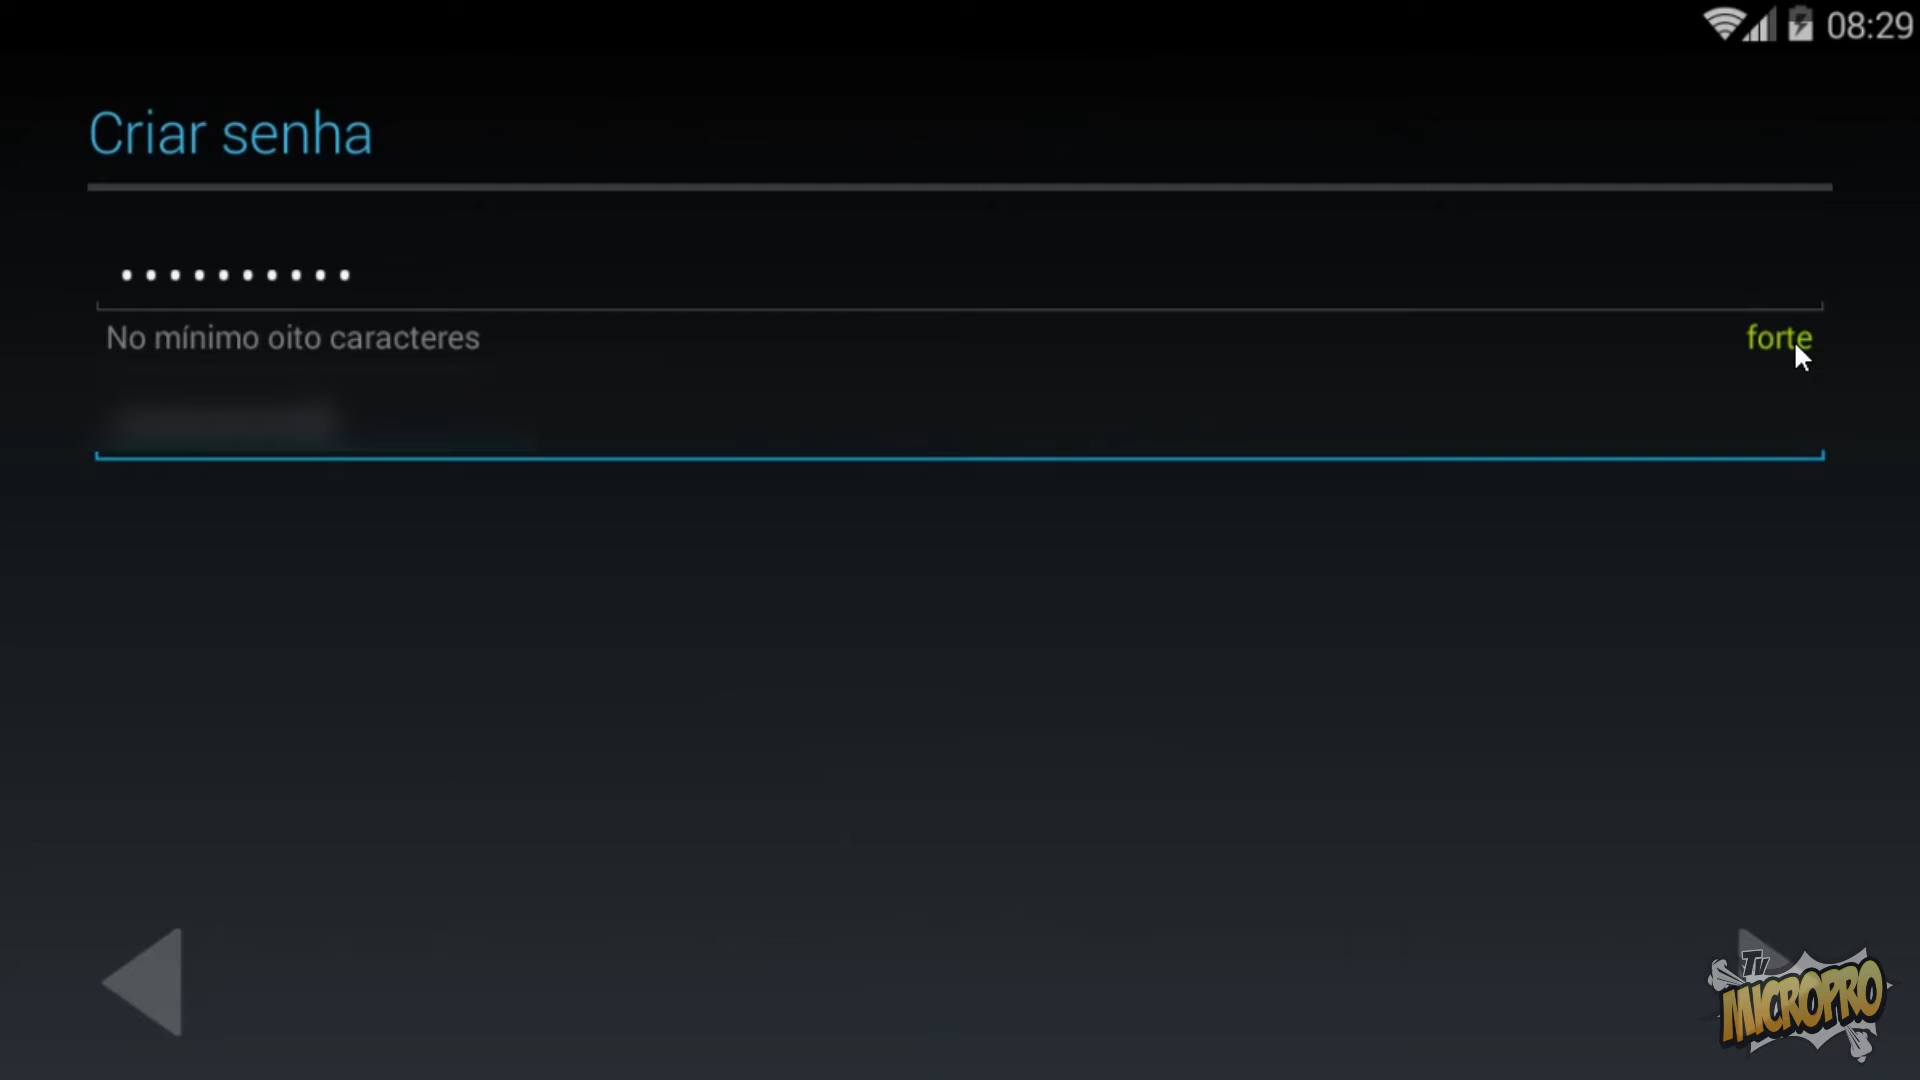 08:29
Criar senha
••••••••••
No mínimo oito caracteres
forte
TV
MICROPRO